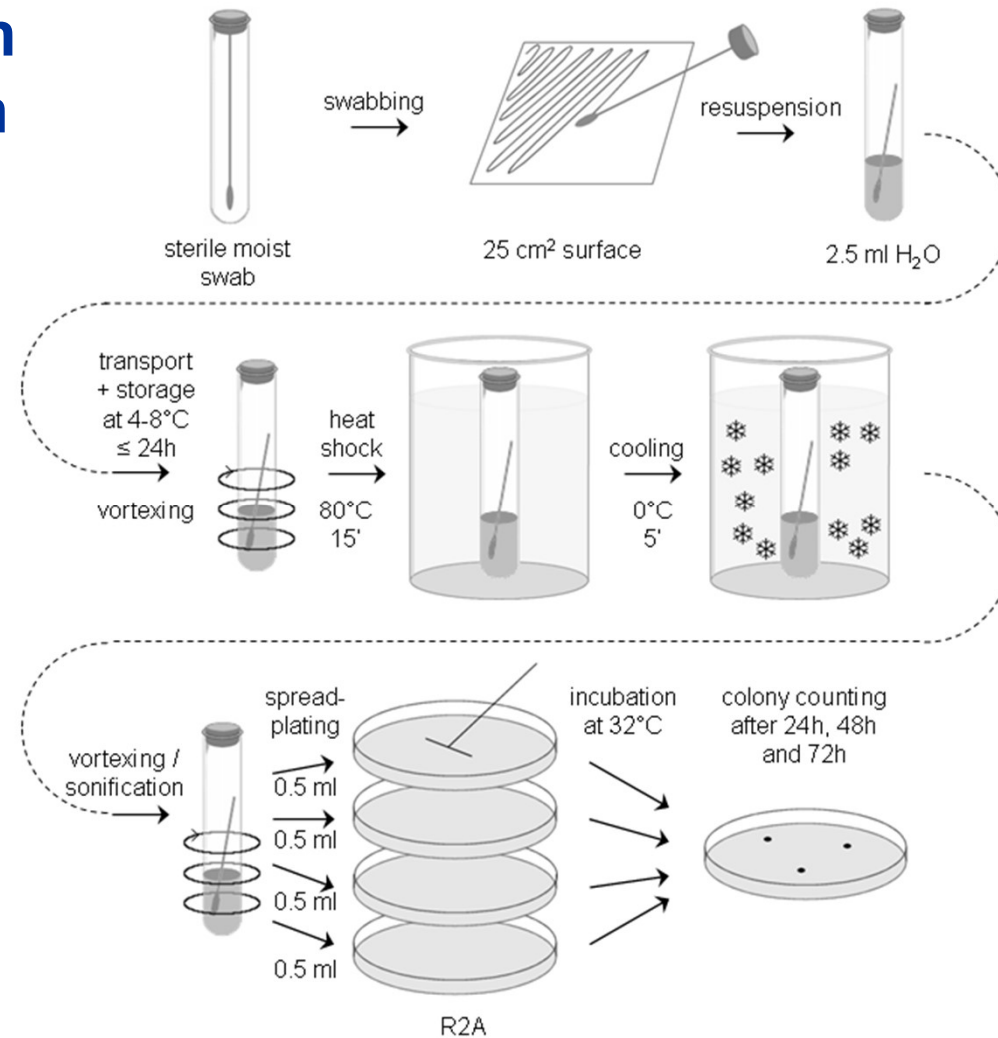 n
n
swabbing
resuspension
sterile moist
swab
25 cm² surface
2.5 ml H₂O
transport
+ storage
at 4-8°C
≤ 24h
vortexing
heat
shock
80°C
15'
cooling
0°C
5'
vortexing /
sonification
spread-
plating
0.5 ml
0.5 ml
0.5 ml
0.5 ml
R2A
incubation
at 32°C
colony counting
after 24h, 48h
and 72h